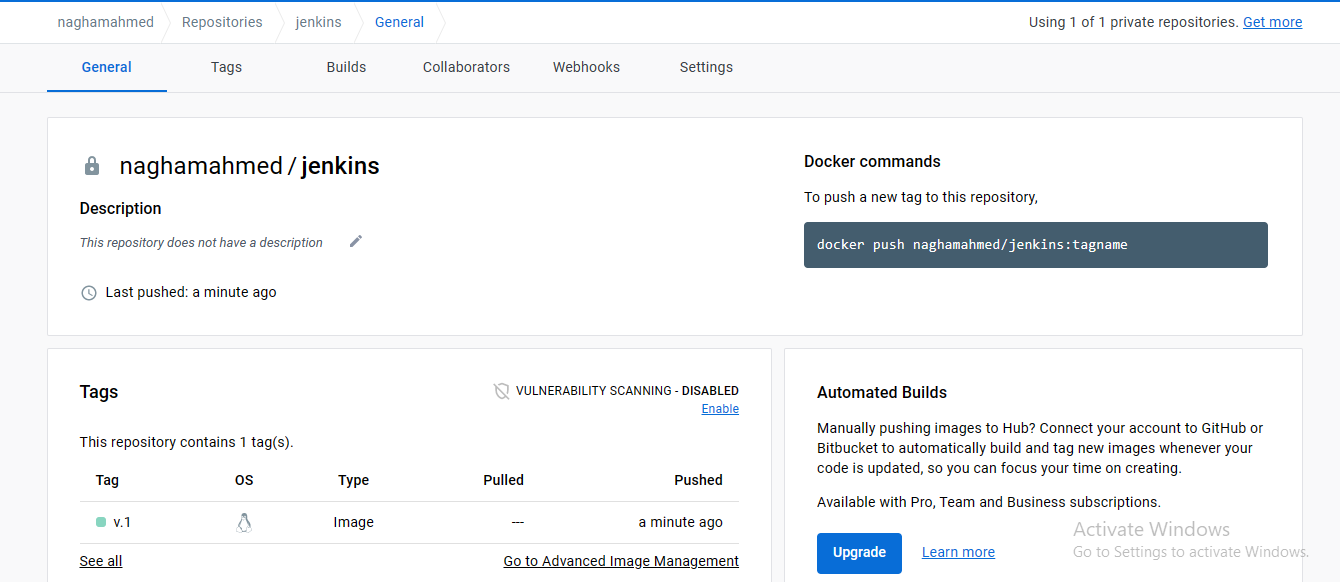 naghamahmed Repositories jenkins General
Using 1 of 1 private repositories. Get more
General Tags Builds Collaborators Webhooks Settings
naghamahmed / jenkins
Description
This repository does not have a description
Last pushed: a minute ago
Docker commands
To push a new tag to this repository,
docker push naghamahmed/jenkins:tagname
Tags
VULNERABILITY SCANNING - DISABLED
Enable
This repository contains 1 tag(s).
Tag OS Type Pulled Pushed
v.1 Image --- a minute ago
See all Go to Advanced Image Management
Automated Builds
Manually pushing images to Hub? Connect your account to GitHub or
Bitbucket to automatically build and tag new images whenever your
code is updated, so you can focus your time on creating.
Available with Pro, Team and Business subscriptions.
Upgrade Learn more
Activate Windows
Go to Settings to activate Windows.